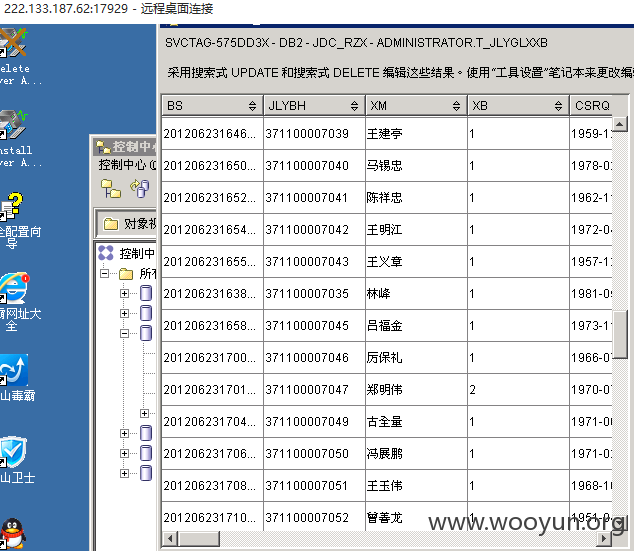 222.133.187.62:17929 - 远程桌面连接
SVCTAG-575DD3X - DB2 - JDC_RZX - ADMINISTRATOR.T_JLYGLXXB
采用搜索式 UPDATE 和搜索式 DELETE 编辑这些结果。使用“工具设置”笔记本来更改编
BS JLYBH XM XB CSRQ
201206231646... 371100007039 王建亭 1 1959-1
201206231650... 371100007040 马锡忠 1 1978-0
201206231652... 371100007041 陈祥忠 1 1962-1
201206231654... 371100007042 王明江 1 1972-0
201206231655... 371100007043 王义章 1 1957-1
201206231638... 371100007035 林峰 1 1981-0
201206231658... 371100007045 吕福金 1 1973-1
201206231700... 371100007046 厉保礼 1 1966-0
201206231701... 371100007047 郑明伟 2 1970-0
201206231704... 371100007049 古全量 1 1971-0
201206231706... 371100007050 冯展鹏 1 1971-0
201206231708... 371100007051 王玉伟 1 1968-1
201206231710... 371100007052 曾善龙 1
elete
er A...
nstall
er A...
全配置向
导
霸网址大
全
山毒霸
山卫士
控制中心
控制中心
对象视
控制中
所有
www.wooyun.org